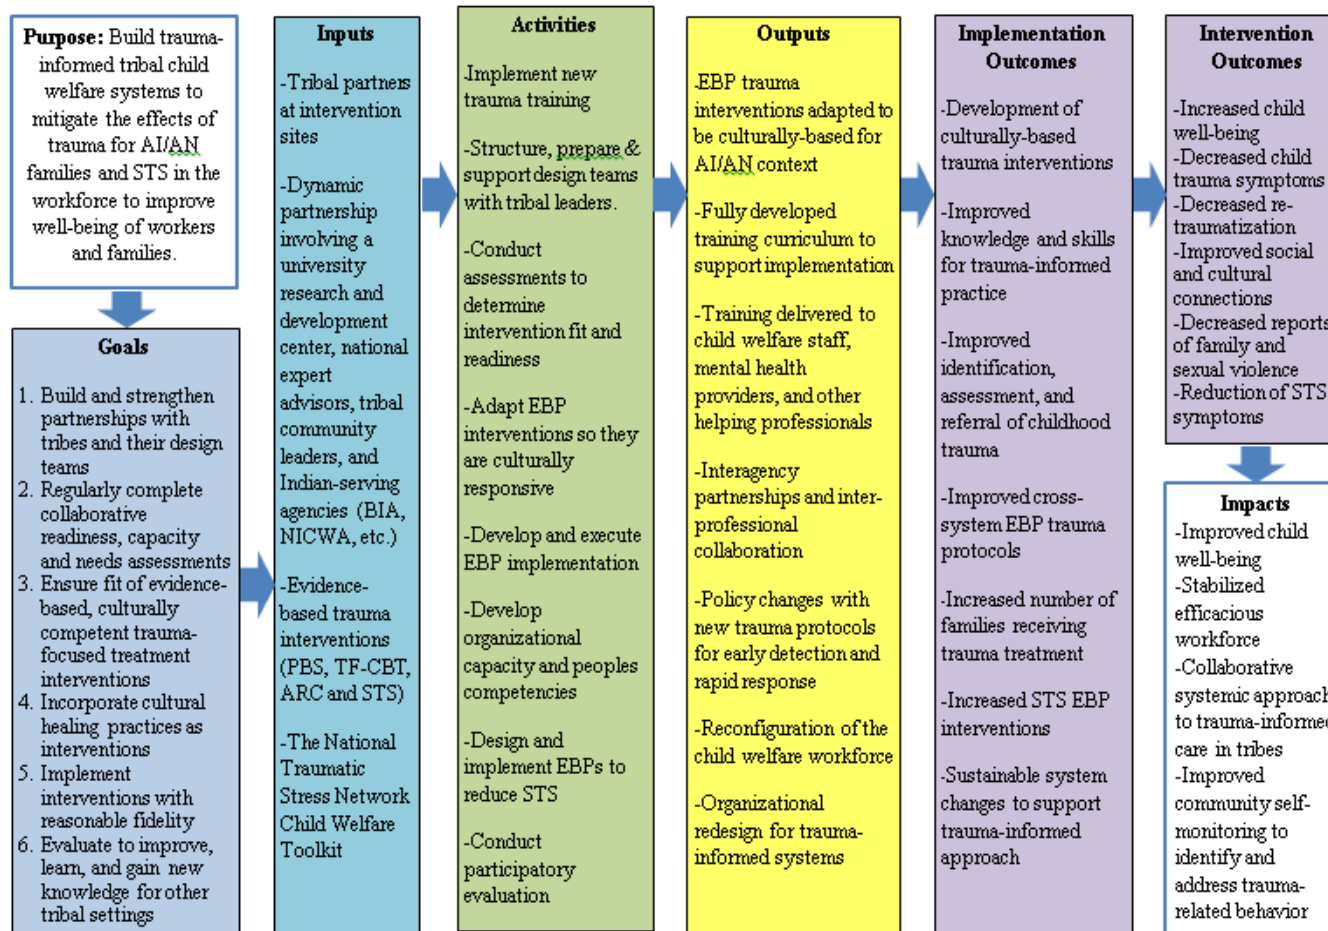 Purpose: Build trauma-
informed tribal child
welfare systems to
mitigate the effects of
trauma for AI/AN
families and STS in the
workforce to improve
well-being of workers
and families.
Goals
1. Build and strengthen
partnerships with
tribes and their design
teams
2. Regularly complete
collaborative
readiness, capacity
and needs assessments
3. Ensure fit of evidence-
based, culturally
competent trauma-
focused treatment
interventions
4. Incorporate cultural
healing practices as
interventions
5. Implement
interventions with
reasonable fidelity
6. Evaluate to improve,
learn, and gain new
knowledge for other
tribal settings
Inputs
-Tribal partners
at intervention
sites
-Dynamic
partnership
involving a
university
research and
development
center, national
expert
advisors, tribal
community
leaders, and
Indian-serving
agencies (BIA,
NICWA, etc.)
-Evidence-
based trauma
interventions
(PBS, TF-CBT,
ARC and STS)
-The National
Traumatic
Stress Network
Child Welfare
Toolkit
Activities
-Implement new
trauma training
-Structure, prepare &
support design teams
with tribal leaders.
-Conduct
assessments to
determine
intervention fit and
readiness
-Adapt EBP
interventions so they
are culturally
responsive
-Develop and execute
EBP implementation
-Develop
organizational
capacity and peoples
competencies
-Design and
implement EBPs to
reduce STS
-Conduct
participatory
evaluation
Outputs
-EBP trauma
interventions adapted to
be culturally-based for
AI/AN context
-Fully developed
training curriculum to
support implementation
-Training delivered to
child welfare staff,
mental health
providers, and other
helping professionals
-Interagency
partnerships and inter-
professional
collaboration
-Policy changes with
new trauma protocols
for early detection and
rapid response
-Reconfiguration of the
child welfare workforce
-Organizational
redesign for trauma-
informed systems
Implementation
Outcomes
-Development of
culturally-based
trauma interventions
-Improved
knowledge and skills
for trauma-informed
practice
-Improved
identification,
assessment, and
referral of childhood
trauma
-Improved cross-
system EBP trauma
protocols
-Increased number of
families receiving
trauma treatment
-Increased STS EBP
interventions
-Sustainable system
changes to support
trauma-informed
approach
Intervention
Outcomes
-Increased child
well-being
-Decreased child
trauma symptoms
-Decreased re-
traumatization
-Improved social
and cultural
connections
-Decreased reports
of family and
sexual violence
-Reduction of STS
symptoms
Impacts
-Improved child
well-being
-Stabilized
efficacious
workforce
-Collaborative
systemic approach
to trauma-informed
care in tribes
-Improved
community self-
monitoring to
identify and
address trauma-
related behavior